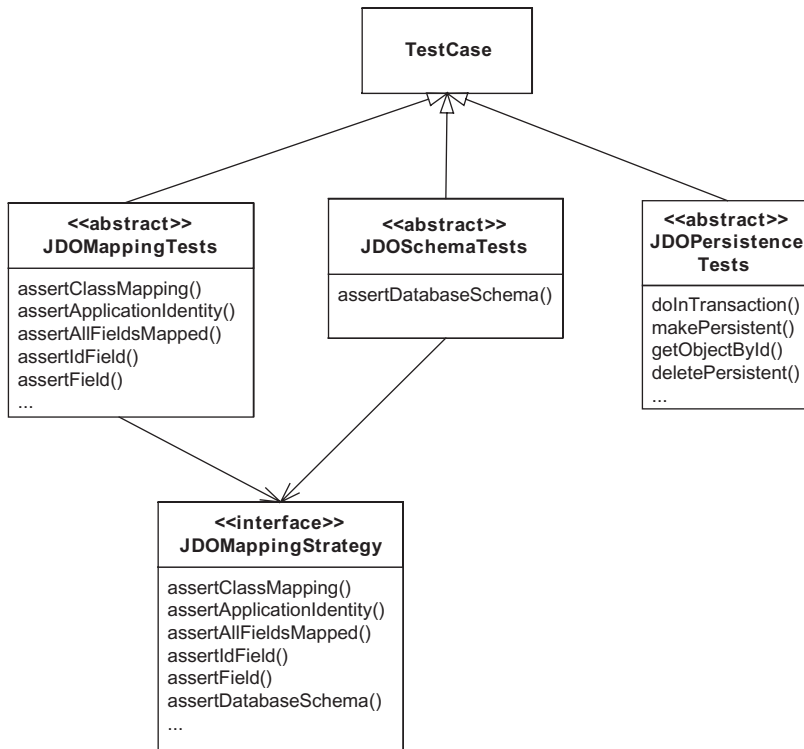 TestCase
<<abstract>>
JDOMappingTests
assertClassMapping()
assertApplicationIdentity()
assertAllFieldsMapped()
assertIdField()
assertField()
...
<<abstract>>
JDOSchemaTests
assertDatabaseSchema()
<<abstract>>
JDOPersistence
Tests
doInTransaction()
makePersistent()
getObjectById()
deletePersistent()
...
<<interface>>
JDOMappingStrategy
assertClassMapping()
assertApplicationIdentity()
assertAllFieldsMapped()
assertIdField()
assertField()
assertDatabaseSchema()
...